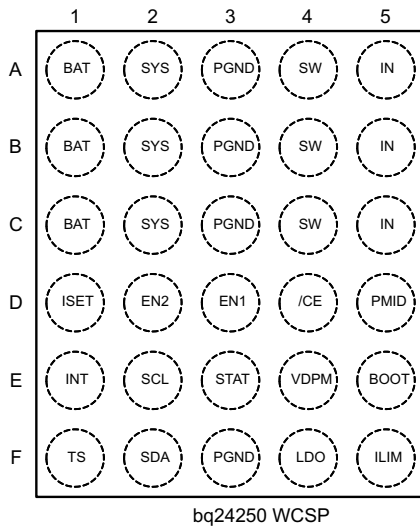 1 2 3 4 5
A BAT SYS PGND SW IN
B BAT SYS PGND SW IN
C BAT SYS PGND SW IN
D ISET EN2 EN1 /CE PMID
E INT SCL STAT VDPM BOOT
F TS SDA PGND LDO ILIM
bq24250 WCSP